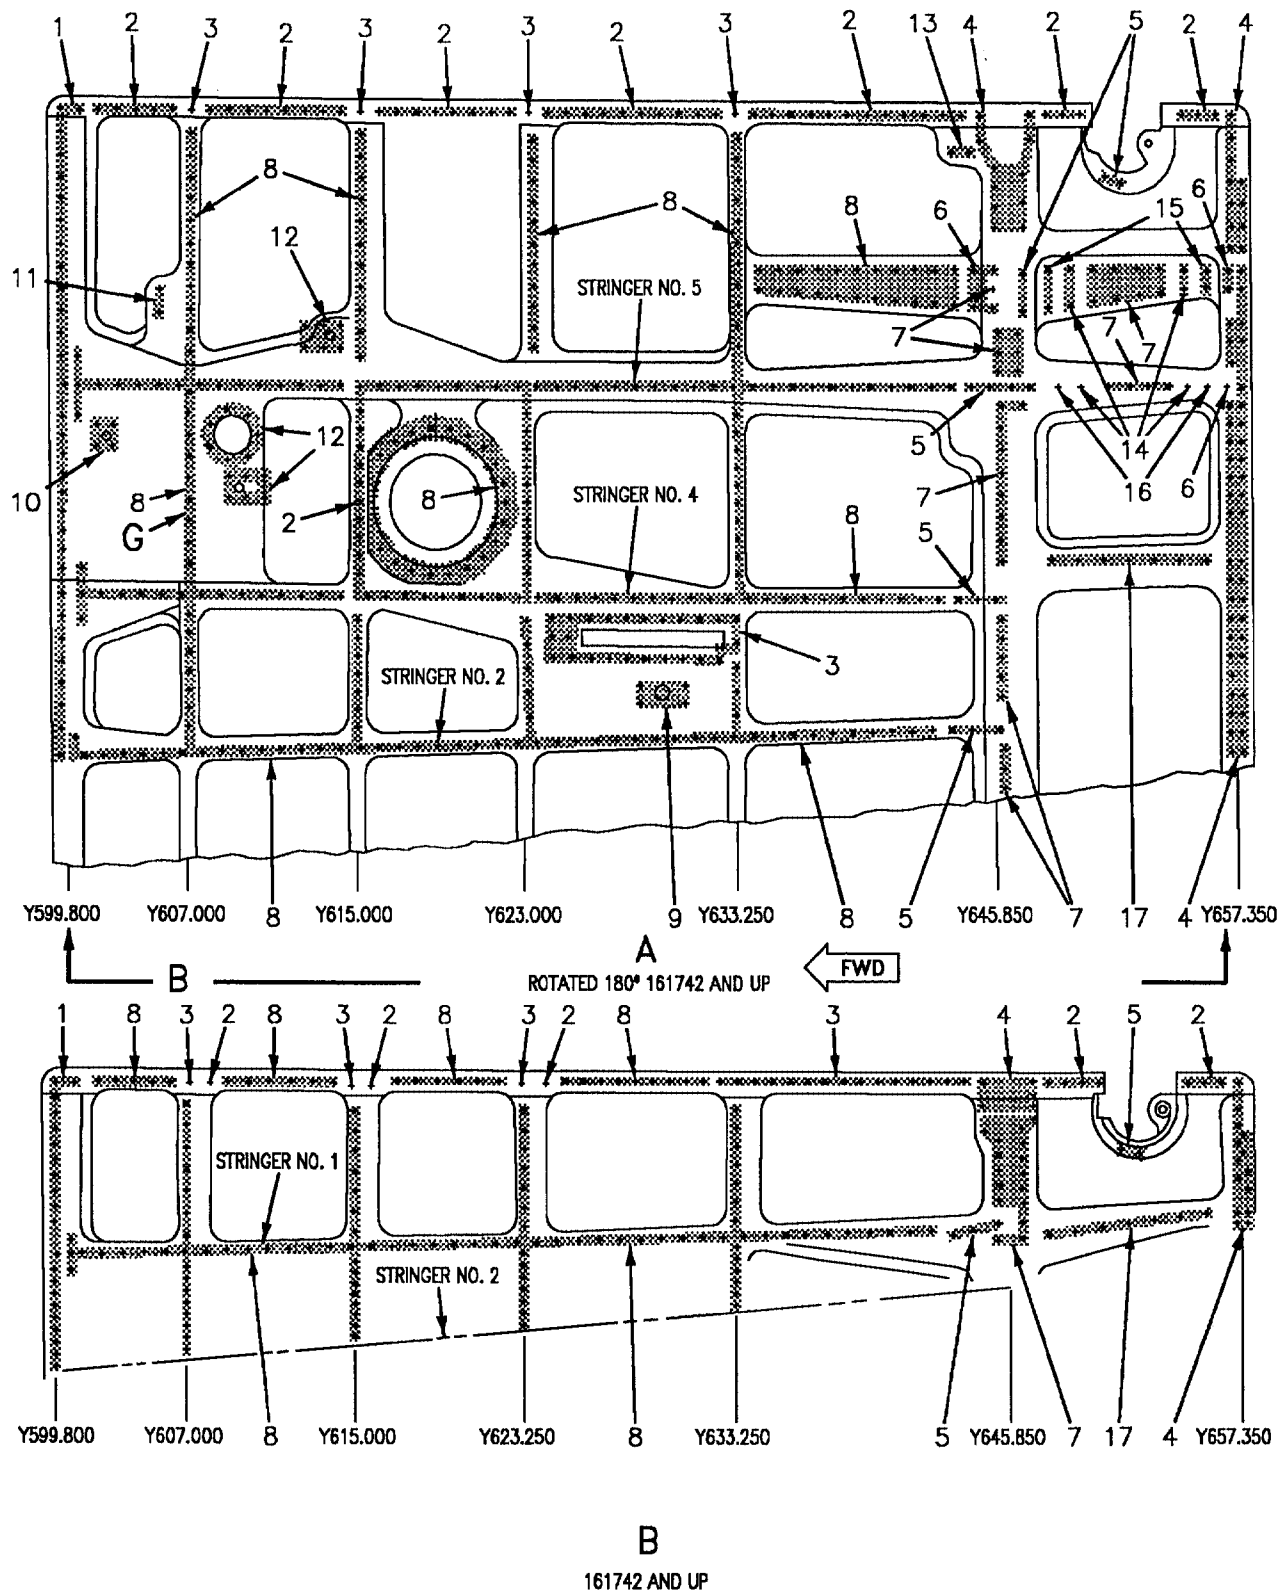 1 2 3 2 3 2 3 2 3 2 13 4 2 5 2 4
8
8
8
6
6
15
12
11
STRINGER NO. 5
7
7
7
12
5
14
10
8
8
STRINGER NO. 4
7
16
6
G
2
8
5
3
STRINGER NO. 2
Y599.800 Y607.000 8 Y615.000 Y623.000 9 Y633.250 8 5 Y645.850 7 17 4 Y657.350
A
B
FWD
ROTATED 180° 161742 AND UP
1 8 3 2 8 3 2 8 3 2 8 3 4 2 5 2
STRINGER NO. 1
STRINGER NO. 2
Y599.800 Y607.000 8 Y615.000 Y623.250 8 Y633.250 5 Y645.850 7 17 4 Y657.350
B
161742 AND UP